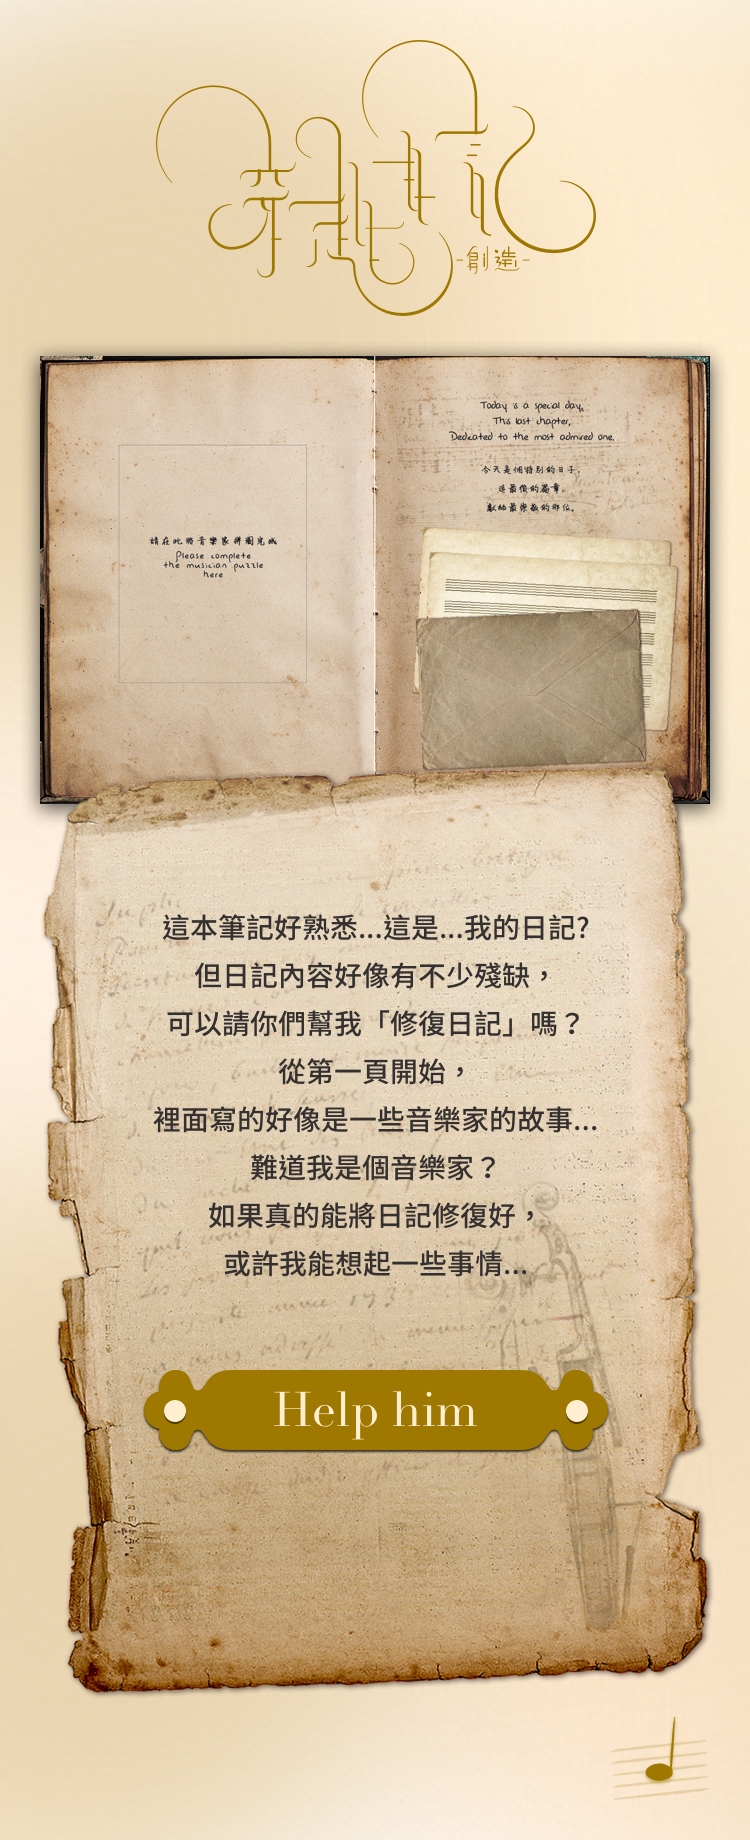 穿越日記
-創造-
Today is a special day,
This last chapter,
Dedicated to the most admired one.
今天是個特別的日子,
這最後的篇章,
獻給最崇敬的那位。
請在此將音樂家拼圖完成
Please complete
the musician puzzle
here
這本筆記好熟悉...這是...我的日記?
但日記內容好像有不少殘缺，
可以請你們幫我「修復日記」嗎？
從第一頁開始，
裡面寫的好像是一些音樂家的故事...
難道我是個音樂家？
如果真的能將日記修復好，
或許我能想起一些事情...
Help him